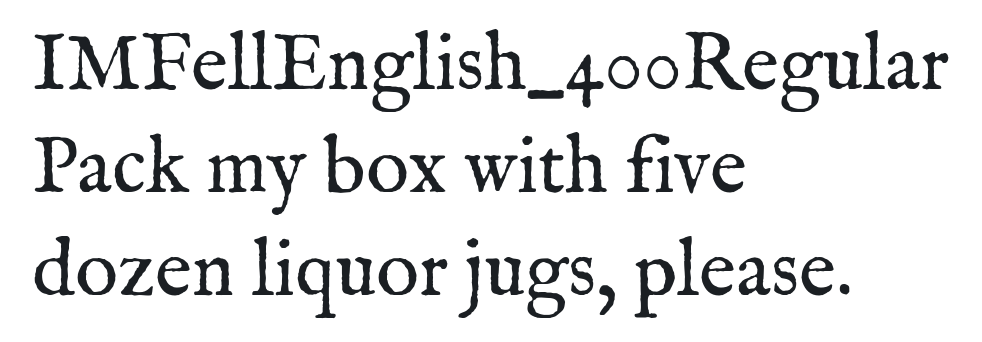 IMFellEnglish_400Regular
Pack my box with five
dozen liquor jugs, please.